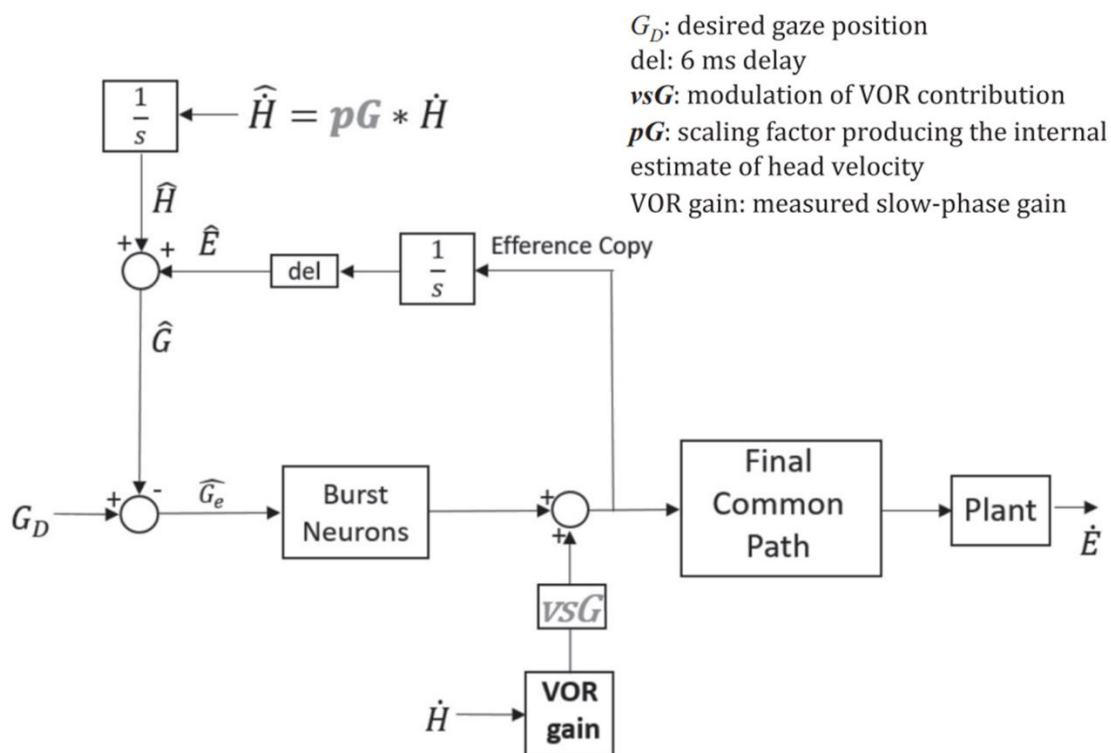 G_D: desired gaze position
del: 6 ms delay
vsG: modulation of VOR contribution
pG: scaling factor producing the internal
estimate of head velocity
VOR gain: measured slow-phase gain
1
s
Ḣ̂ = pG * Ḣ
Ĥ
+ +
Ê
del
1
s
Efference Copy
Ĝ
G_D
+ -
Ĝ_e
Burst
Neurons
+
+
Final
Common
Path
Plant
Ė
vsG
Ḣ
VOR
gain